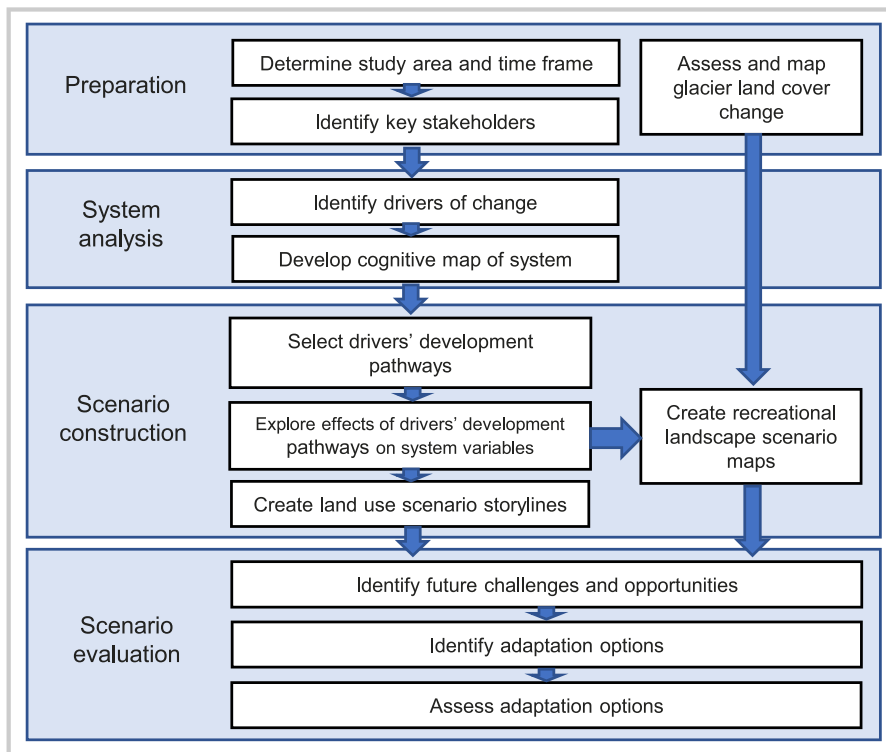 Preparation
Determine study area and time frame
Identify key stakeholders
Assess and map
glacier land cover
change
System
analysis
Identify drivers of change
Develop cognitive map of system
Scenario
construction
Select drivers’ development
pathways
Explore effects of drivers’ development
pathways on system variables
Create land use scenario storylines
Create recreational
landscape scenario
maps
Scenario
evaluation
Identify future challenges and opportunities
Identify adaptation options
Assess adaptation options